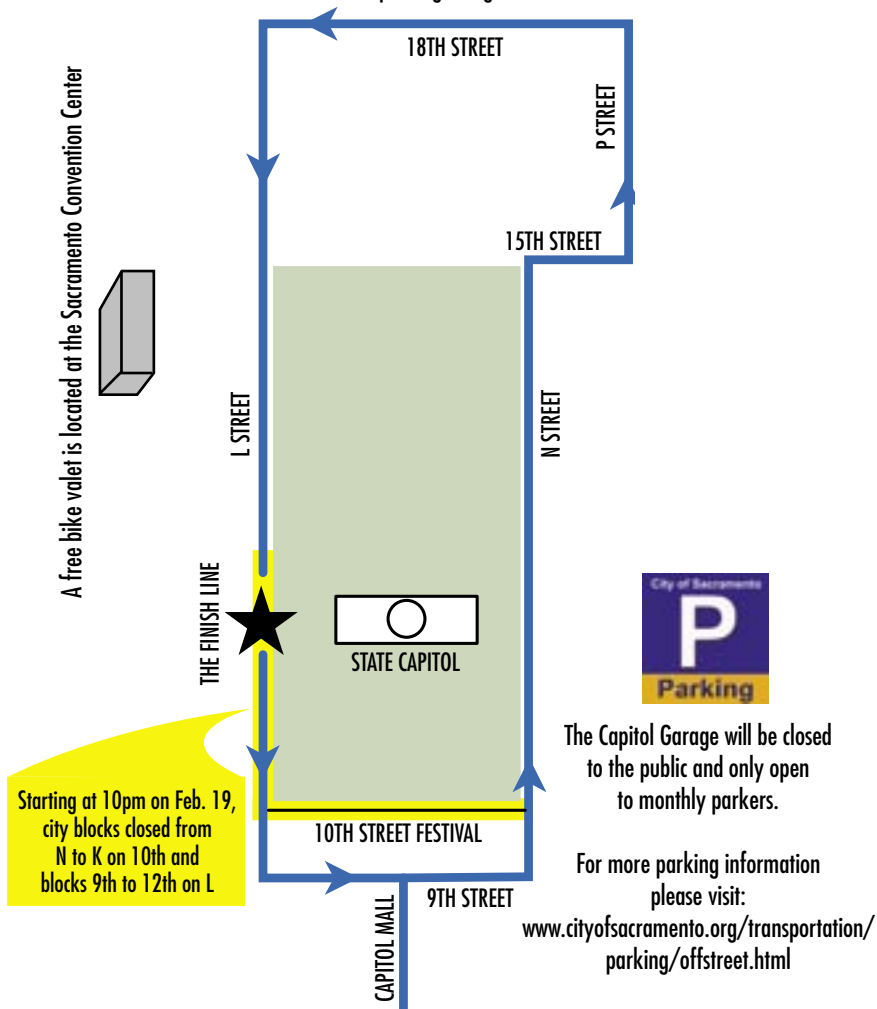 18TH STREET
P STREET
A free bike valet is located at the Sacramento Convention Center
15TH STREET
L STREET
N STREET
THE FINISH LINE
STATE CAPITOL
City of Sacramento
P
Parking
The Capitol Garage will be closed
to the public and only open
to monthly parkers.
Starting at 10pm on Feb. 19,
city blocks closed from
N to K on 10th and
blocks 9th to 12th on L
10TH STREET FESTIVAL
9TH STREET
CAPITOL MALL
For more parking information
please visit:
www.cityofsacramento.org/transportation/
parking/offstreet.html